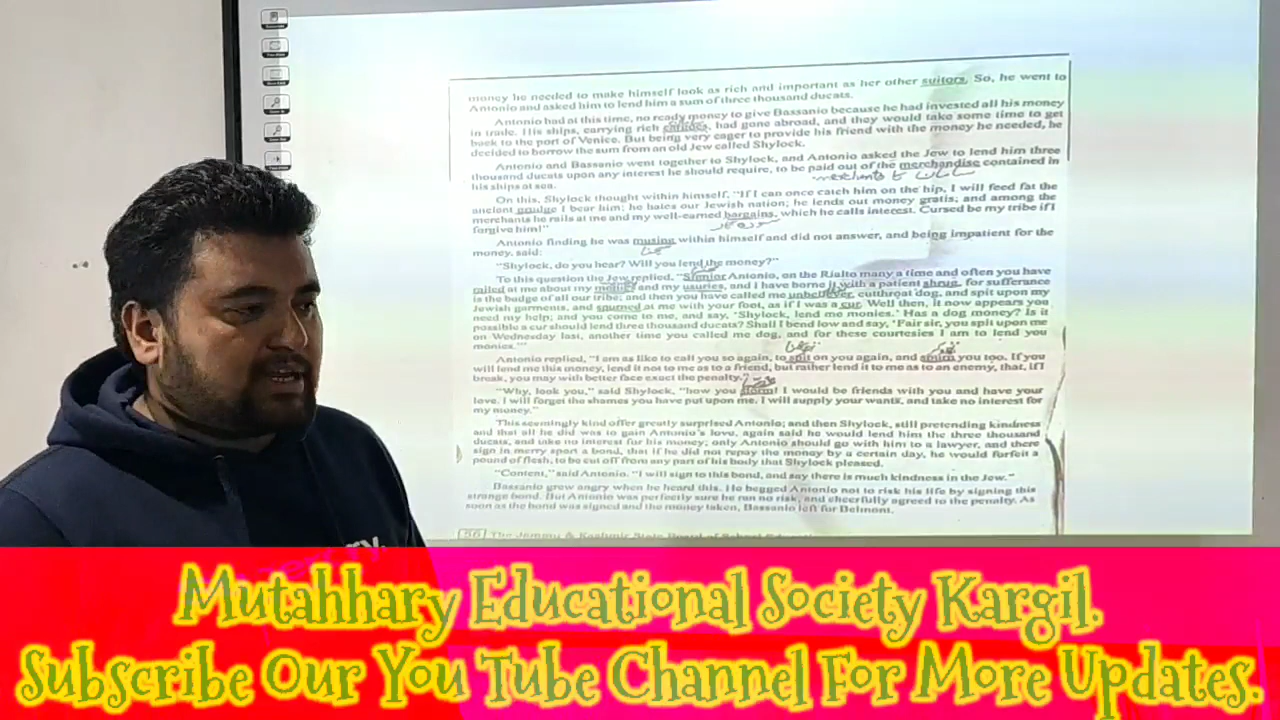 money he needed to make himself look as rich and important as her other suitors. So, he went to
Antonio and asked him to lend him a sum of three thousand ducats.
Antonio had at this time, no ready money to give Bassanio because he had invested all his money
in trade. His ships, carrying rich had gone abroad, and they would take some time to get
back to the port of Venice. But being very eager to provide his friend with the money he needed, he
decided to borrow the sum from an old Jew called Shylock.
Antonio and Bassanio went together to Shylock, and Antonio asked the Jew to lend him three
thousand ducats upon any interest he should require, to be paid out of the merchandise contained in
his ships at sea.
On this, Shylock thought within himself, "If I can once catch him on the hip, I will feed fat the
ancient grudge I bear him; he hates our Jewish nation; he lends out money gratis; and among the
merchants he rails at me and my well-earned bargains, which he calls interest. Cursed be my tribe if I
forgive him!"
Antonio finding he was musing within himself and did not answer, and being impatient for the
money, said:
"Shylock, do you hear? Will you lend the money?"
To this question the Jew replied, "Signior Antonio, on the Rialto many a time and often you have
railed at me about my monies and my usuries, and I have borne it with a patient shrug, for sufferance
is the badge of all our tribe; and then you have called me unbeliever, cutthroat dog, and spit upon my
Jewish garments, and spurned at me with your foot, as if I was a cur. Well then, it now appears you
need my help; and you come to me, and say, 'Shylock, lend me monies.' Has a dog money? Is it
possible a cur should lend three thousand ducats? Shall I bend low and say, 'Fair sir, you spit upon me
on Wednesday last, another time you called me dog, and for these courtesies I am to lend you
monies.'"
Antonio replied, "I am as like to call you so again, to spit on you again, and spurn you too. If you
will lend me this money, lend it not to me as to a friend, but rather lend it to me as to an enemy, that, if I
break, you may with better face exact the penalty."
"Why, look you," said Shylock, "how you storm! I would be friends with you and have your
love. I will forget the shames you have put upon me. I will supply your wants, and take no interest for
my money."
This seemingly kind offer greatly surprised Antonio; and then Shylock, still pretending kindness
and that all he did was to gain Antonio's love, again said he would lend him the three thousand
ducats, and take no interest for his money; only Antonio should go with him to a lawyer, and there
sign in merry sport a bond, that if he did not repay the money by a certain day, he would forfeit a
pound of flesh, to be cut off from any part of his body that Shylock pleased.
"Content," said Antonio. "I will sign to this bond, and say there is much kindness in the Jew."
Bassanio grew angry when he heard this. He begged Antonio not to risk his life by signing this
strange bond. But Antonio was perfectly sure he ran no risk, and cheerfully agreed to the penalty. As
soon as the bond was signed and the money taken, Bassanio left for Belmont.
56 The Jammu & Kashmir State Board of School
Mutahhary Educational Society Kargil.
Subscribe Our You Tube Channel For More Updates.